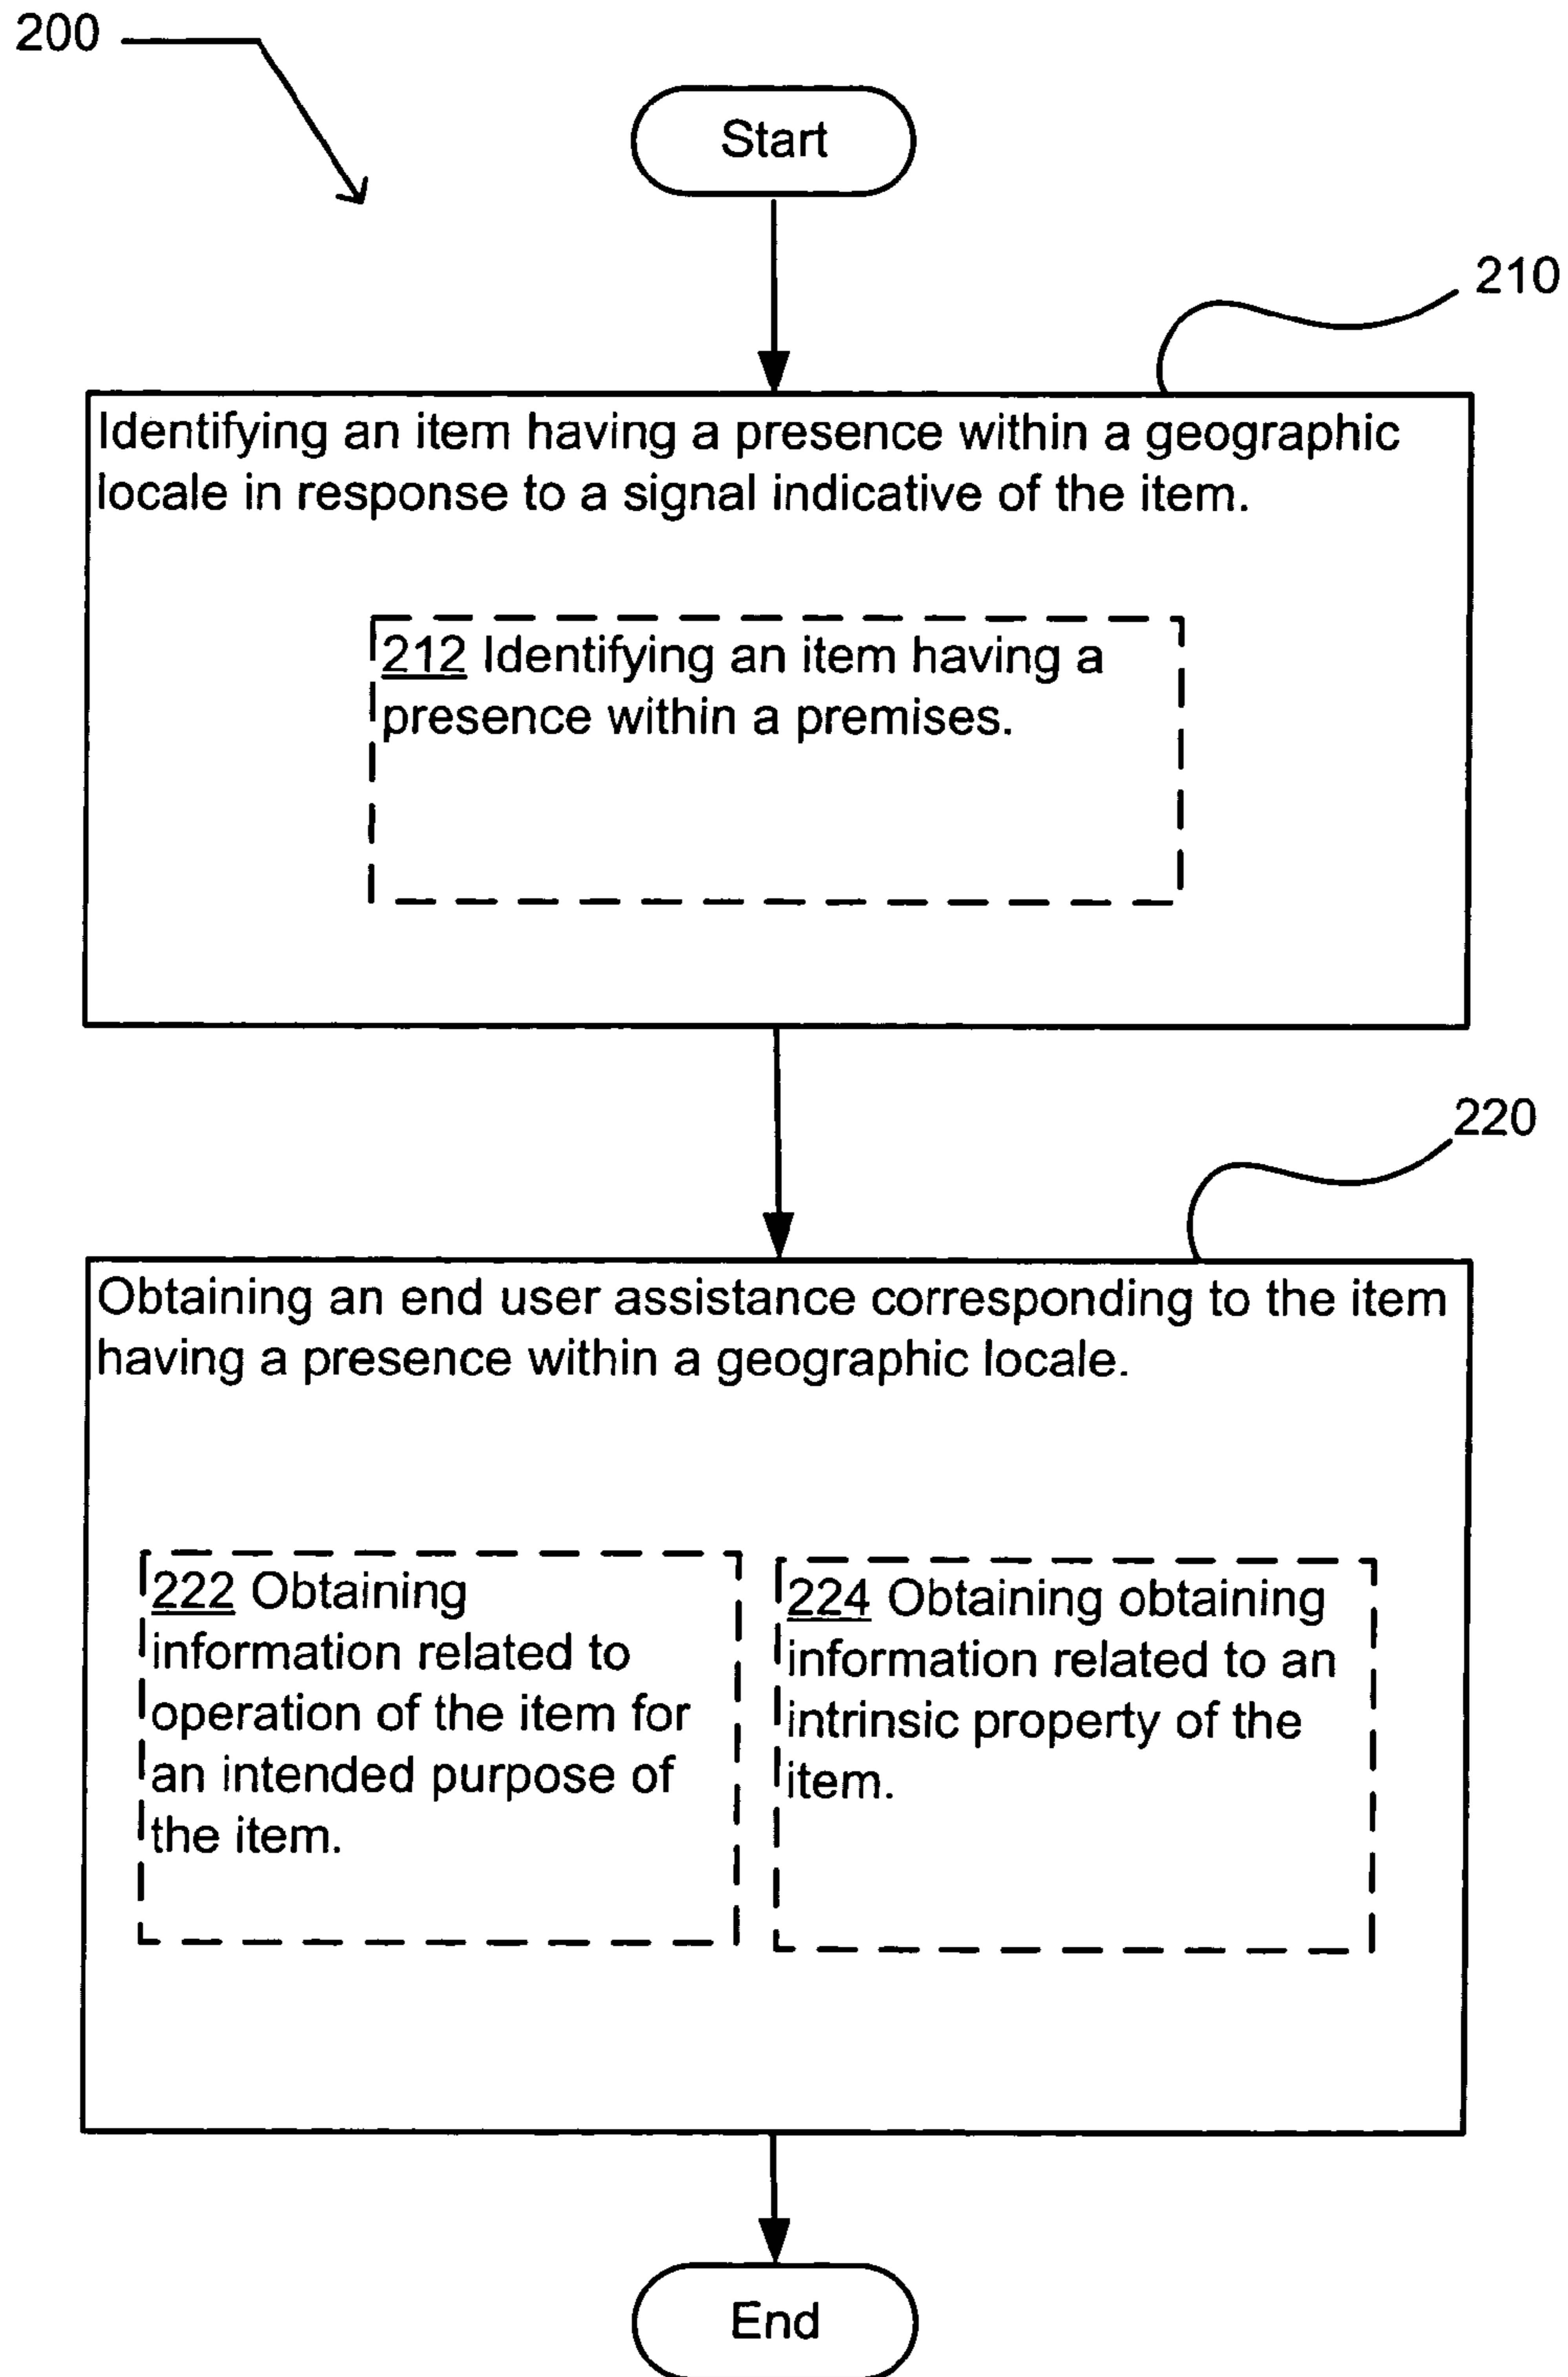 200
Start
210
Identifying an item having a presence within a geographic
locale in response to a signal indicative of the item.
212 Identifying an item having a
presence within a premises.
220
Obtaining an end user assistance corresponding to the item
having a presence within a geographic locale.
222 Obtaining
information related to
operation of the item for
an intended purpose of
the item.
224 Obtaining obtaining
information related to an
intrinsic property of the
item.
End